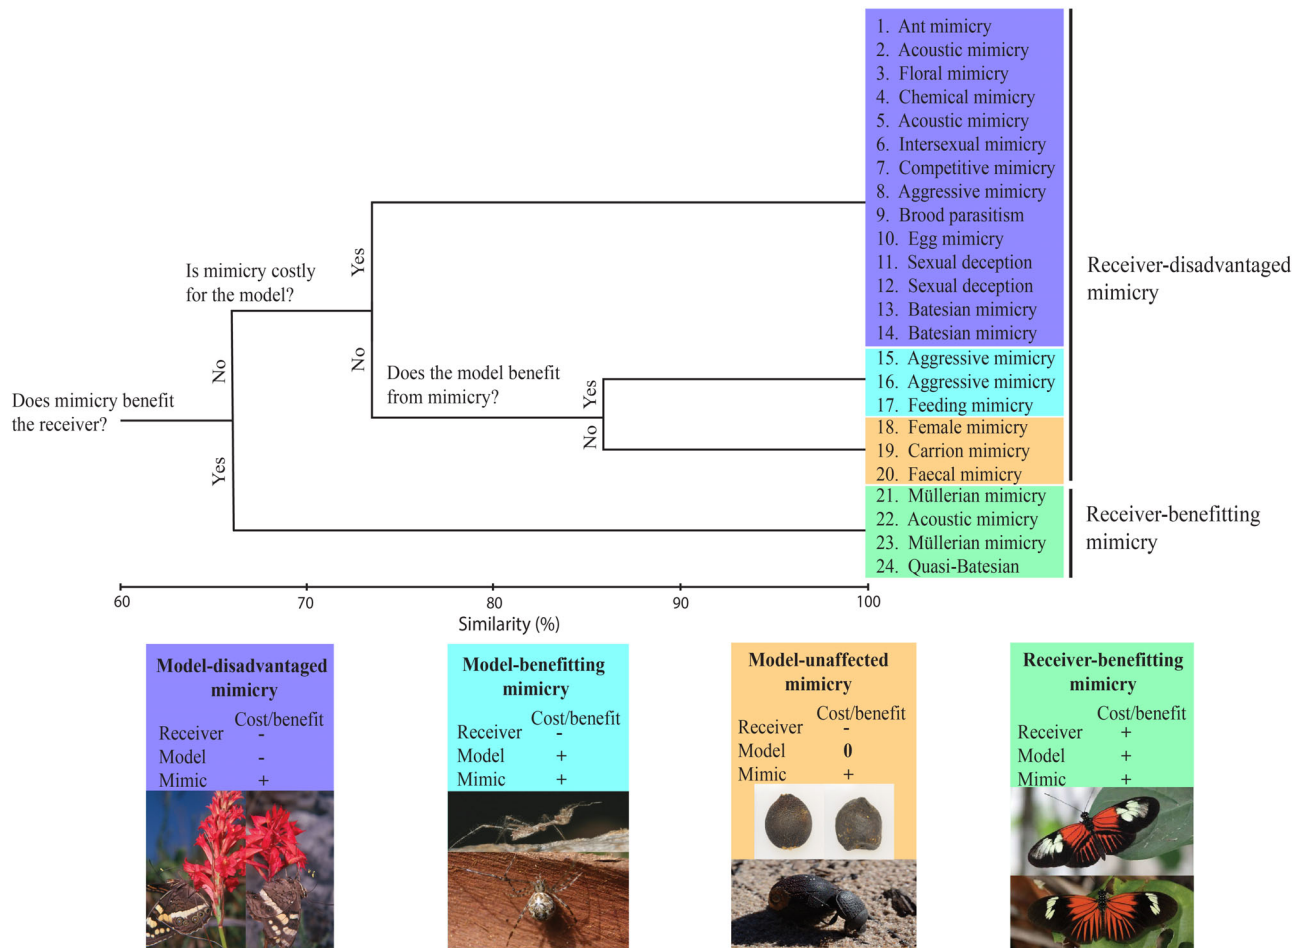 1. Ant mimicry
2. Acoustic mimicry
3. Floral mimicry
4. Chemical mimicry
5. Acoustic mimicry
6. Intersexual mimicry
7. Competitive mimicry
8. Aggressive mimicry
9. Brood parasitism
10. Egg mimicry
11. Sexual deception
12. Sexual deception
13. Batesian mimicry
14. Batesian mimicry
15. Aggressive mimicry
16. Aggressive mimicry
17. Feeding mimicry
18. Female mimicry
19. Carrion mimicry
20. Faecal mimicry
21. Müllerian mimicry
22. Acoustic mimicry
23. Müllerian mimicry
24. Quasi-Batesian
Receiver-disadvantaged
mimicry
Receiver-benefitting
mimicry
Does mimicry benefit
the receiver?
No
Yes
Is mimicry costly
for the model?
Yes
No
Does the model benefit
from mimicry?
Yes
No
60
70
80
90
100
Similarity (%)
Model-disadvantaged
mimicry
Cost/benefit
Receiver -
Model -
Mimic +
Model-benefitting
mimicry
Cost/benefit
Receiver -
Model +
Mimic +
Model-unaffected
mimicry
Cost/benefit
Receiver -
Model 0
Mimic +
Receiver-benefitting
mimicry
Cost/benefit
Receiver +
Model +
Mimic +